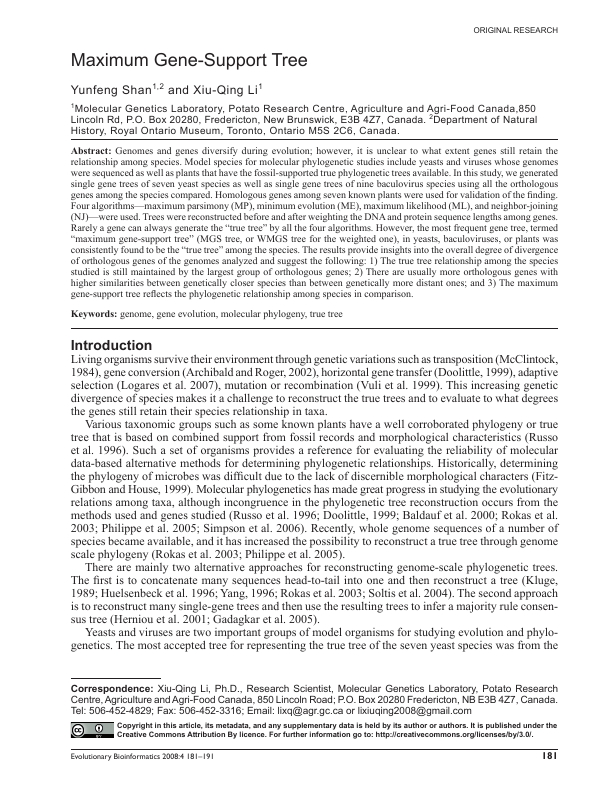 ORIGINAL RESEARCH
Maximum Gene-Support Tree
Yunfeng Shan1,2 and Xiu-Qing Li1
1Molecular Genetics Laboratory, Potato Research Centre, Agriculture and Agri-Food Canada,850
Lincoln Rd, P.O. Box 20280, Fredericton, New Brunswick, E3B 4Z7, Canada. 2Department of Natural
History, Royal Ontario Museum, Toronto, Ontario M5S 2C6, Canada.
Abstract: Genomes and genes diversify during evolution; however, it is unclear to what extent genes still retain the
relationship among species. Model species for molecular phylogenetic studies include yeasts and viruses whose genomes
were sequenced as well as plants that have the fossil-supported true phylogenetic trees available. In this study, we generated
single gene trees of seven yeast species as well as single gene trees of nine baculovirus species using all the orthologous
genes among the species compared. Homologous genes among seven known plants were used for validation of the finding.
Four algorithms—maximum parsimony (MP), minimum evolution (ME), maximum likelihood (ML), and neighbor-joining
(NJ)—were used. Trees were reconstructed before and after weighting the DNA and protein sequence lengths among genes.
Rarely a gene can always generate the “true tree” by all the four algorithms. However, the most frequent gene tree, termed
“maximum gene-support” (MGS tree, or WMGS tree for the weighted one), in yeasts, baculoviruses, or plants was
consistently found to be the “true tree” among the species. The results provide insights into the overall degree of divergence
of orthologous genes of the genomes analyzed and suggest the following: 1) The true tree relationship among the species
studied is still maintained by the largest group of orthologous genes; 2) There are usually more orthologous genes with
higher similarities between genetically closer species than between genetically more distant ones; and 3) The maximum
gene-support tree reflects the phylogenetic relationship among species in comparison.
Keywords: genome, gene evolution, molecular phylogeny, true tree
Introduction
Living organisms survive their environment through genetic variations such as transposition (McClintock,
1984), gene conversion (Archibald and Roger, 2002), horizontal gene transfer (Doolittle, 1999), adaptive
selection (Logares et al. 2007), mutation or recombination (Vuli et al. 1999). This increasing genetic
divergence of species makes it a challenge to reconstruct the true trees and to evaluate to what degrees
the genes still retain their species relationship in taxa.
Various taxonomic groups such as some known plants have a well corroborated phylogeny or true
tree that is based on combined support from fossil records and morphological characteristics (Russo
et al. 1996). Such a set of organisms provides a reference for evaluating the reliability of molecular
data-based alternative methods for determining phylogenetic relationships. Historically, determining
the phylogeny of microbes was difficult due to the lack of discernible morphological characters (Fitz-
Gibbon and House, 1999). Molecular phylogenetics has made great progress in studying the evolutionary
relations among taxa, although incongruence in the phylogenetic tree reconstruction occurs from the
methods used and genes studied (Russo et al. 1996; Doolittle, 1999; Baldauf et al. 2000; Rokas et al.
2003; Philippe et al. 2005; Simpson et al. 2006). Recently, whole genome sequences of a number of
species became available, and it has increased the possibility to reconstruct a true tree through genome
scale phylogeny (Rokas et al. 2003; Philippe et al. 2005).
There are mainly two alternative approaches for reconstructing genome-scale phylogenetic trees.
The first is to concatenate many sequences head-to-tail into one and then reconstruct a tree (Kluge,
1989; Huelsenbeck et al. 1996; Yang, 1996; Rokas et al. 2003; Soltis et al. 2004). The second approach
is to reconstruct many single-gene trees and then use the resulting trees to infer a majority rule consen-
sus tree (Herniou et al. 2001; Gadagkar et al. 2005).
Yeasts and viruses are two important groups of model organisms for studying evolution and phylo-
genetics. The most accepted tree for representing the true tree of the seven yeast species was from the
Correspondence: Xiu-Qing Li, Ph.D., Research Scientist, Molecular Genetics Laboratory, Potato Research
Centre, Agriculture and Agri-Food Canada, 850 Lincoln Road; P.O. Box 20280 Fredericton, NB E3B 4Z7, Canada.
Tel: 506-452-4829; Fax: 506-452-3316; Email: lixq@agr.gc.ca or lixiuqing2008@gmail.com
cc BY
Copyright in this article, its metadata, and any supplementary data is held by its author or authors. It is published under the
Creative Commons Attribution By licence. For further information go to: http://creativecommons.org/licenses/by/3.0/.
Evolutionary Bioinformatics 2008:4 181–191
181